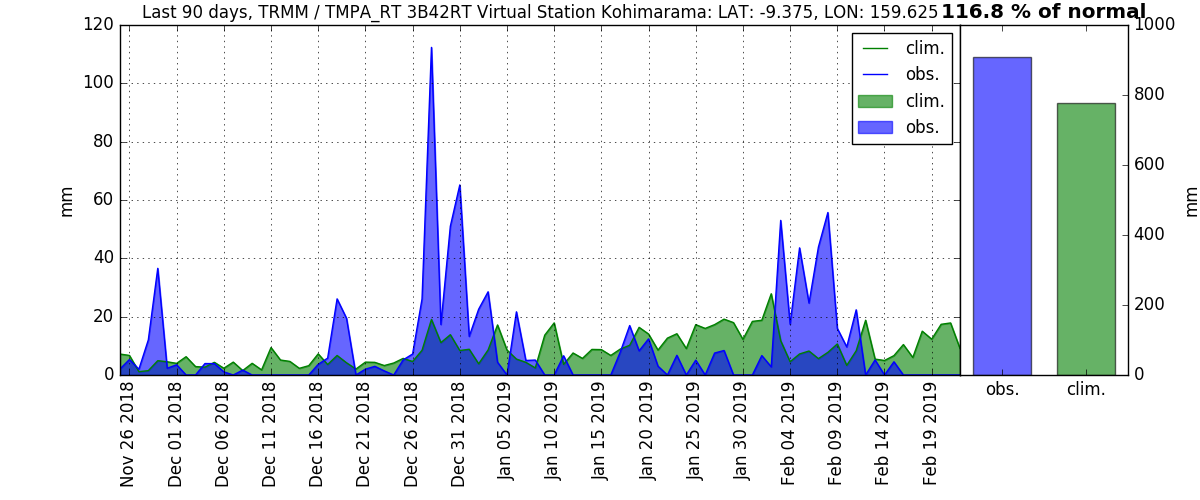 Last 90 days, TRMM / TMPA_RT 3B42RT Virtual Station Kohimarama: LAT: -9.375, LON: 159.625
116.8 % of normal
120
100
80
60
40
20
0
mm
clim.
obs.
clim.
obs.
Nov 26 2018
Dec 01 2018
Dec 06 2018
Dec 11 2018
Dec 16 2018
Dec 21 2018
Dec 26 2018
Dec 31 2018
Jan 05 2019
Jan 10 2019
Jan 15 2019
Jan 20 2019
Jan 25 2019
Jan 30 2019
Feb 04 2019
Feb 09 2019
Feb 14 2019
Feb 19 2019
1000
800
600
400
200
0
mm
obs.
clim.